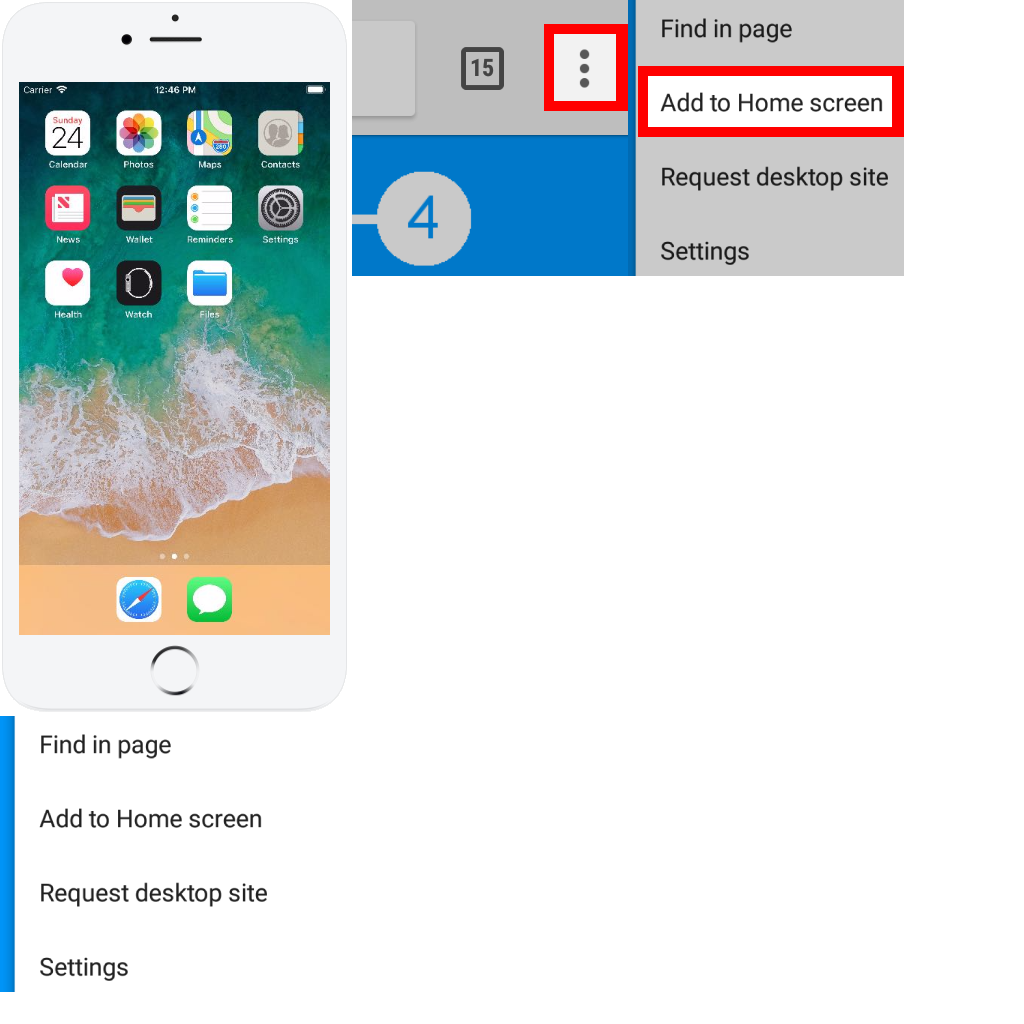 Carrier 12:46 PM
Sunday
24
280
Calendar Photos Maps Contacts
News Wallet Reminders Settings
Health Watch Files
15
4
Find in page
Add to Home screen
Request desktop site
Settings
Find in page
Add to Home screen
Request desktop site
Settings